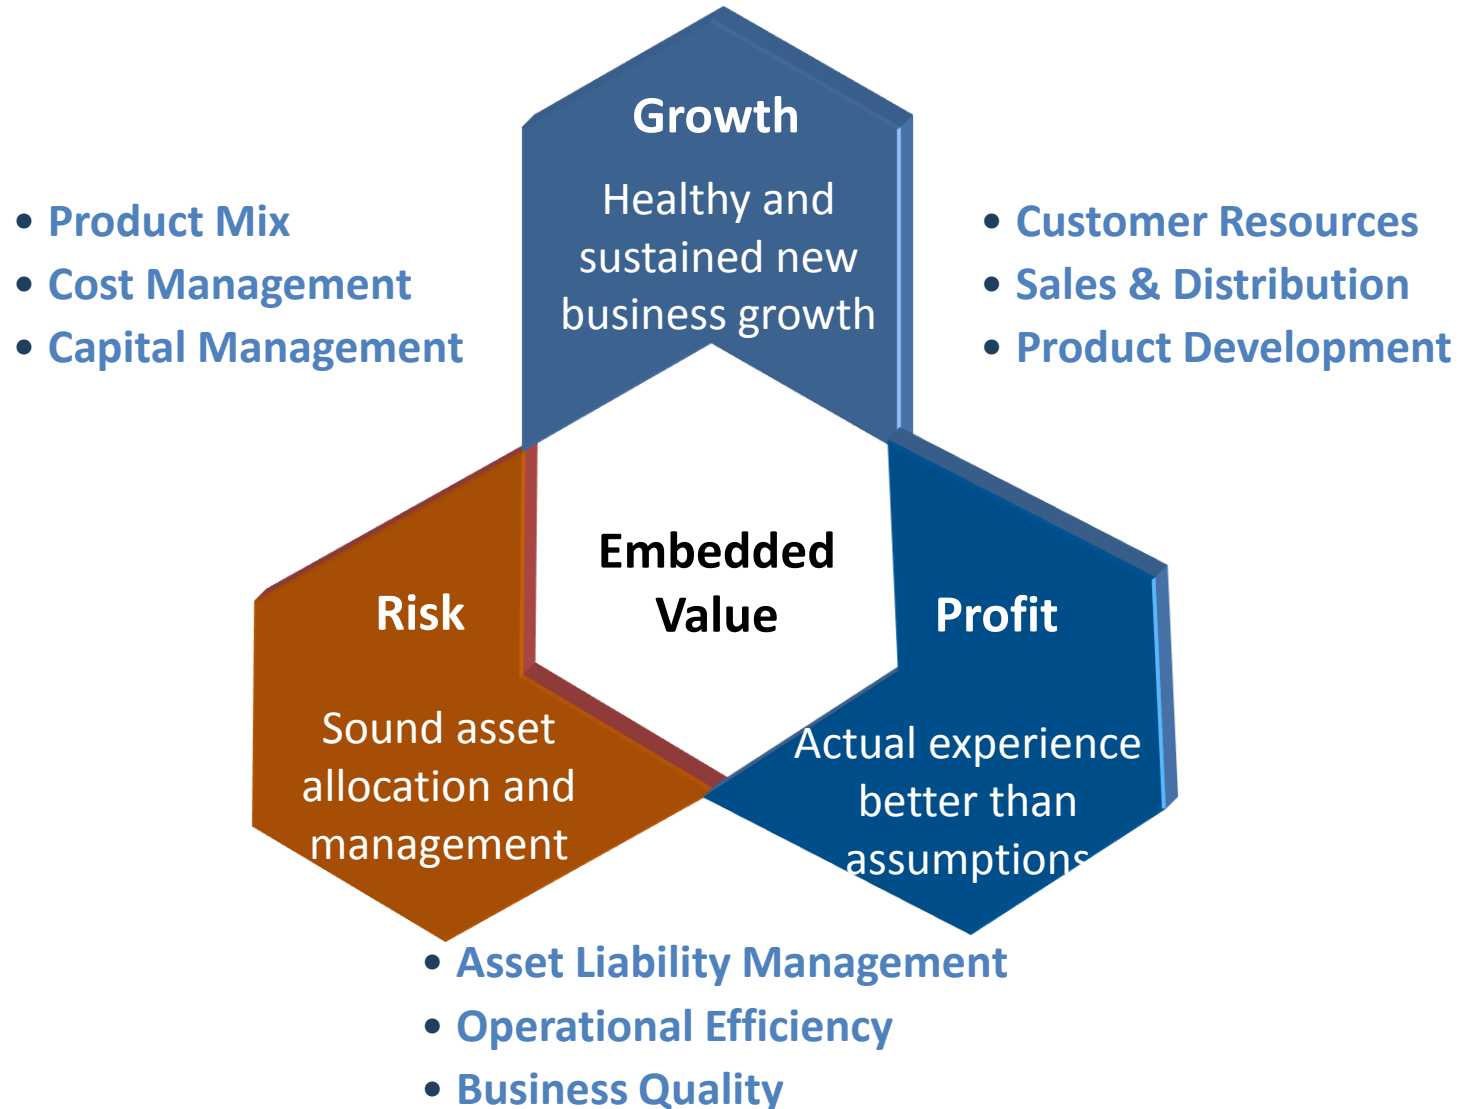 Growth
Healthy and
sustained new
business growth
• Product Mix
• Cost Management
• Capital Management
• Customer Resources
• Sales & Distribution
• Product Development
Embedded
Value
Risk
Sound asset
allocation and
management
Profit
Actual experience
better than
assumptions
• Asset Liability Management
• Operational Efficiency
• Business Quality